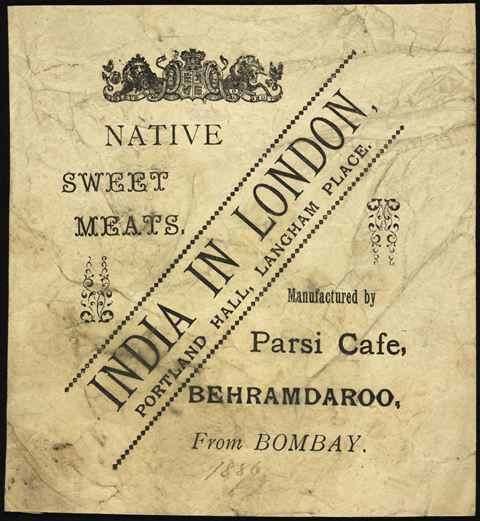 NATIVE
SWEET
MEATS.
INDIA IN LONDON,
PORTLAND HALL, LANGHAM PLACE.
Manufactured by
Parsi Cafe,
BEHRAMDAROO,
From BOMBAY.
1886